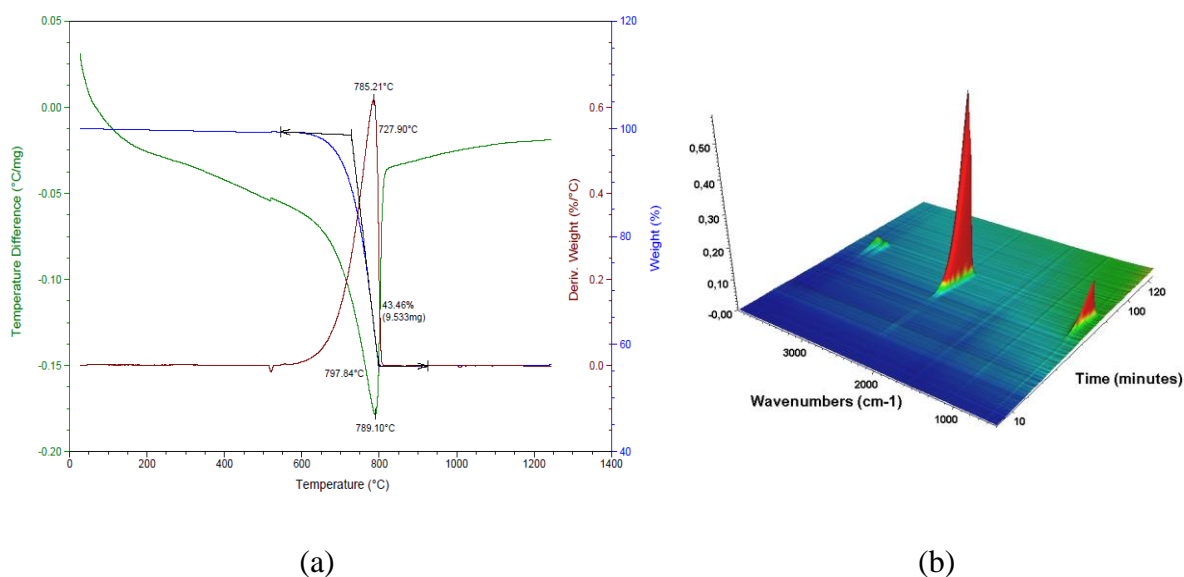 0.05
0.00
-0.05
-0.10
-0.15
-0.20
Temperature Difference (°C/mg)
785.21°C
727.90°C
43.46%
(9.533mg)
797.84°C
789.10°C
0.6
0.4
0.2
0.0
Deriv. Weight (%/°C)
120
100
80
60
40
Weight (%)
0 200 400 600 800 1000 1200 1400
Temperature (°C)
0,50
0,40
0,30
0,20
0,10
-0,00
3000
2000
1000
Wavenumbers (cm-1)
120
100
10
Time (minutes)
(a) (b)